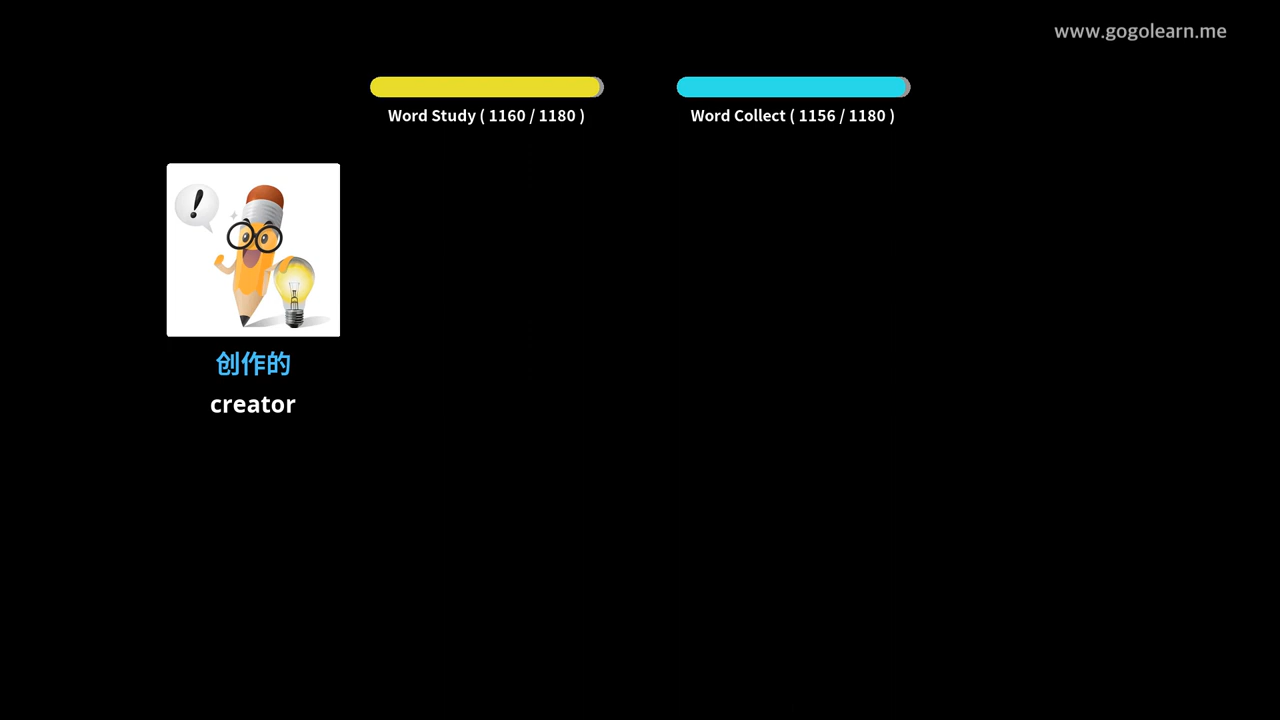 www.gogolearn.me
Word Study ( 1160 / 1180 )
Word Collect ( 1156 / 1180 )
!
创作的
creator